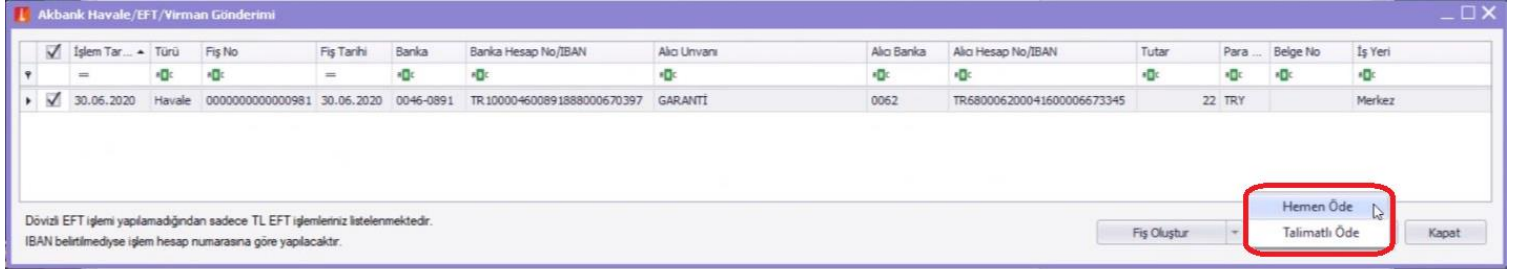 Akbank Havale/EFT/Virman Gönderimi
İşlem Tar... Türü Fiş No Fiş Tarihi Banka Banka Hesap No/IBAN Alıcı Unvanı Alıcı Banka Alıcı Hesap No/IBAN Tutar Para ... Belge No İş Yeri
30.06.2020 Havale 0000000000000981 30.06.2020 0046-0891 TR100004600891888000670397 GARANTİ 0062 TR680006200041600006673345 22 TRY Merkez
Dövizli EFT işlemi yapılamadığından sadece TL EFT işlemleriniz listelenmektedir.
IBAN belirtilmediyse işlem hesap numarasına göre yapılacaktır.
Hemen Öde
Fiş Oluştur Talimatlı Öde Kapat